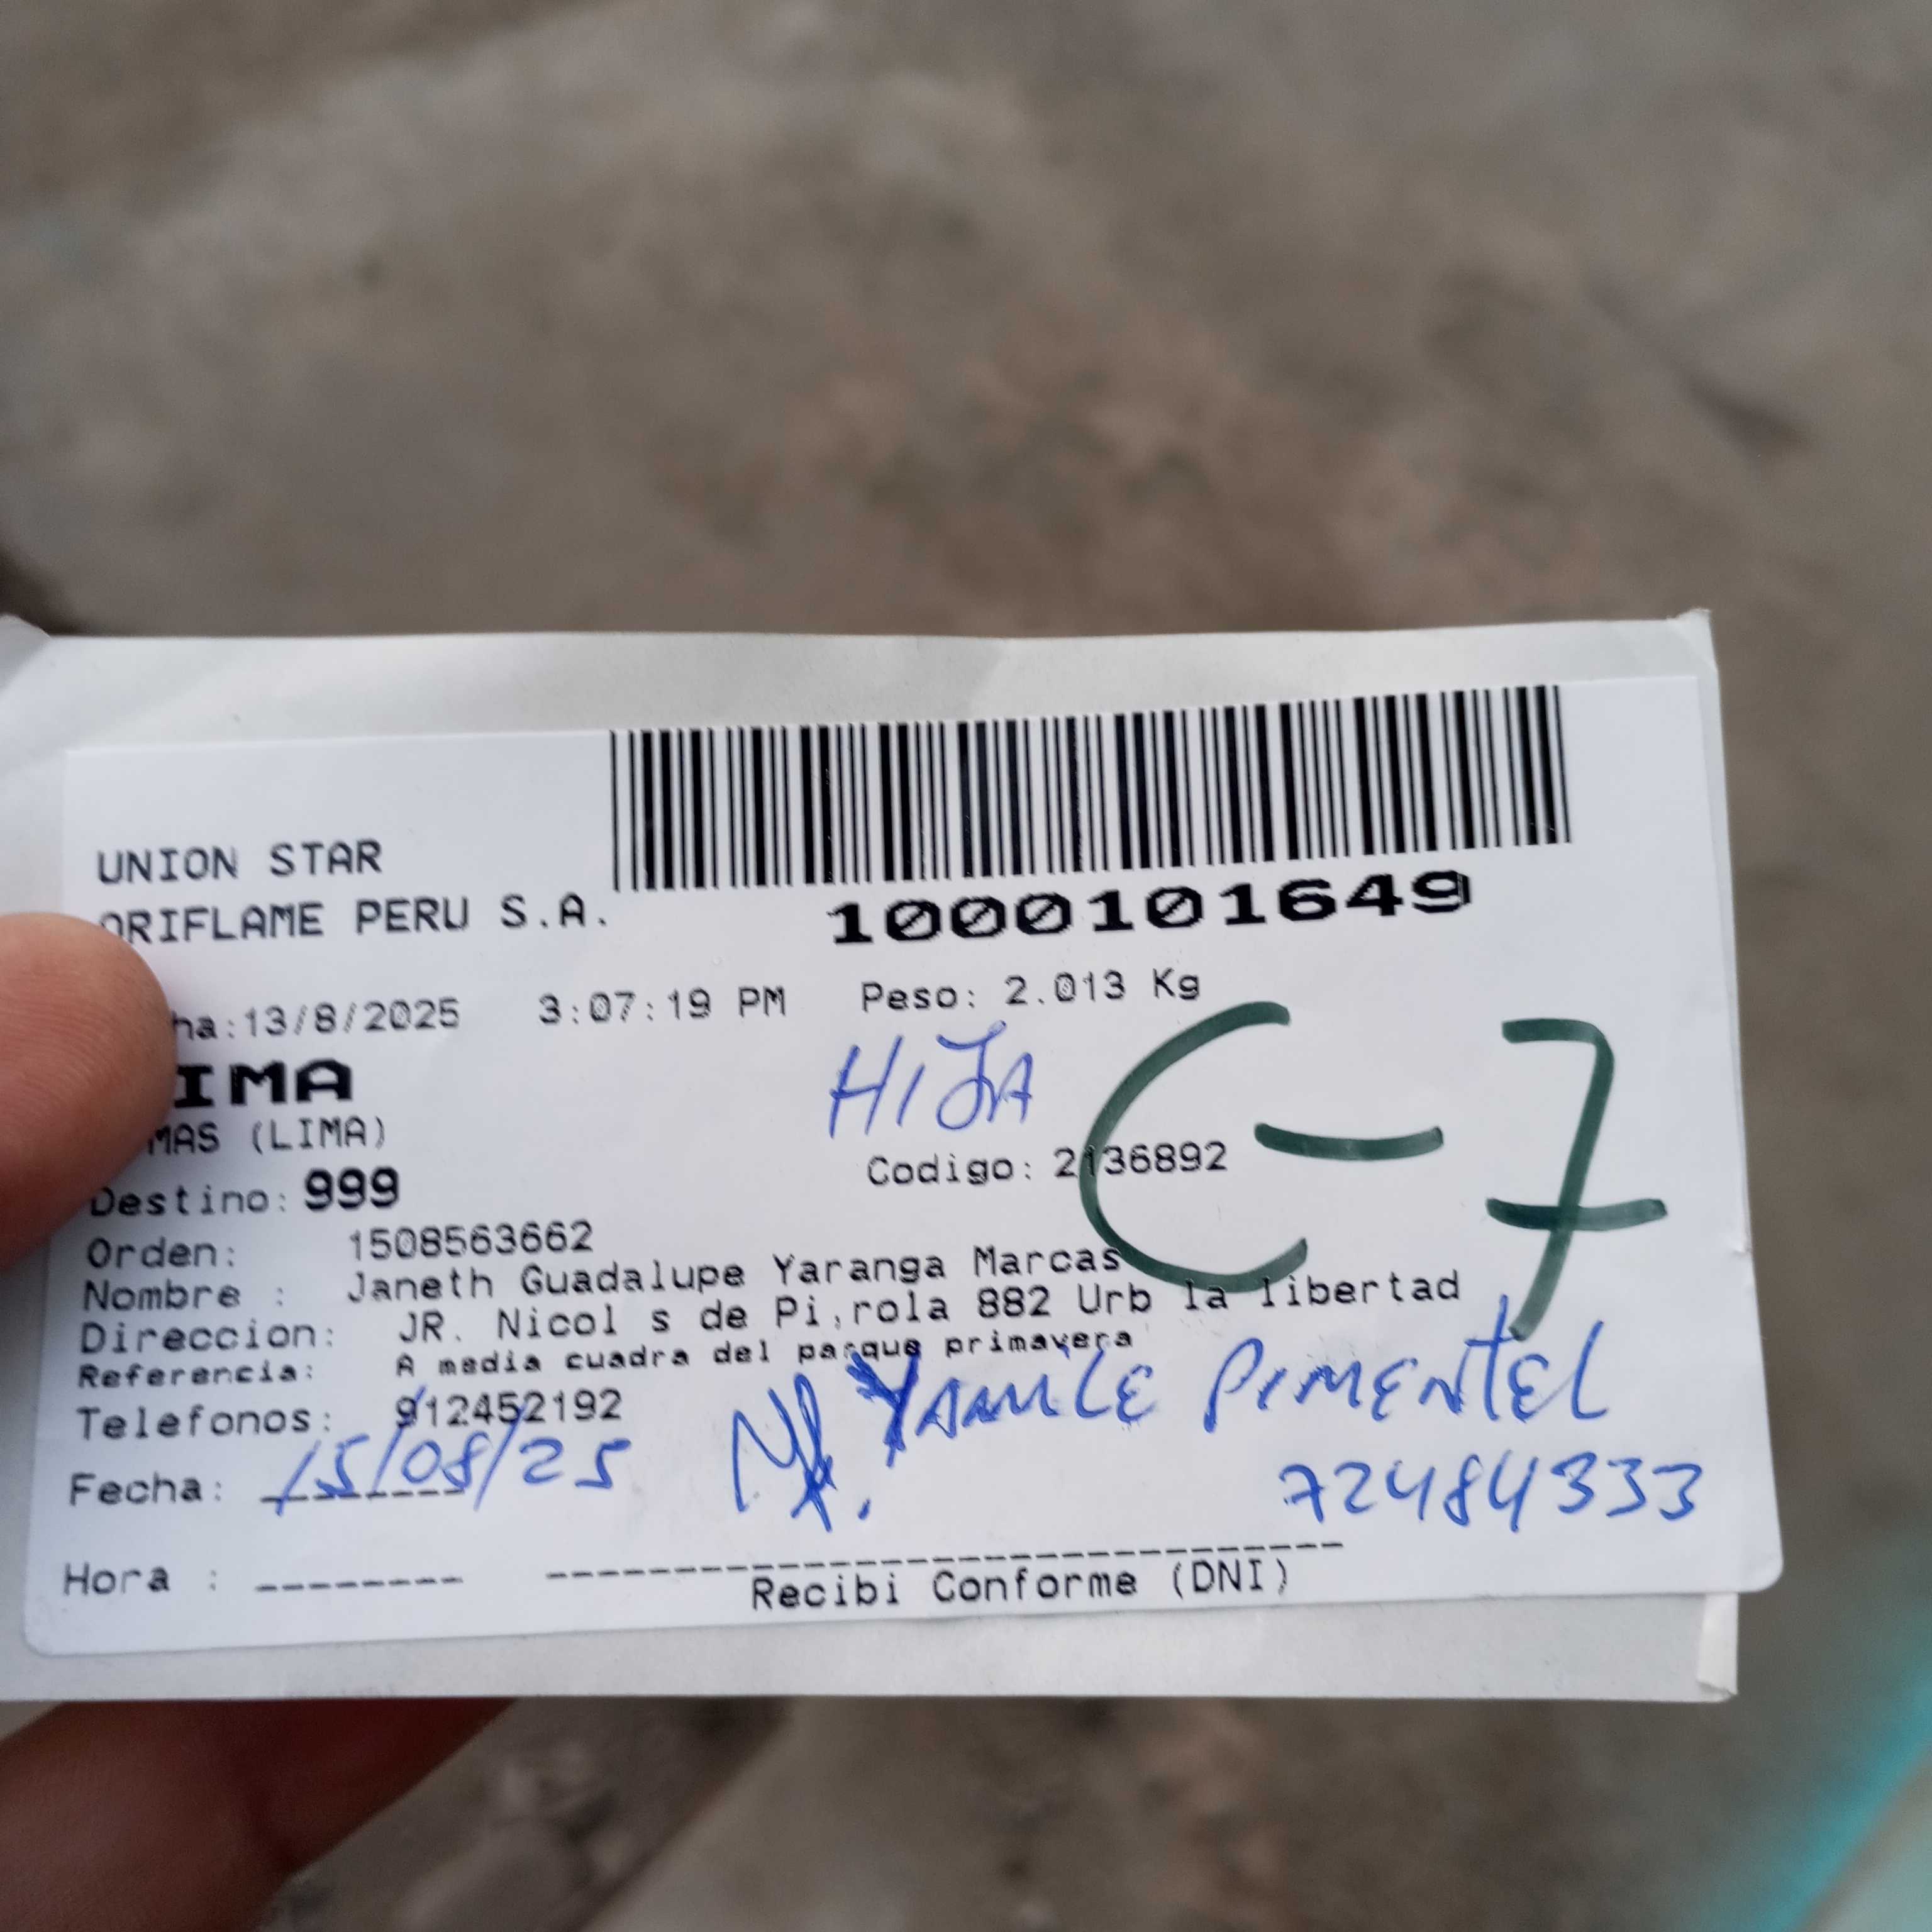 UNION STAR
ORIFLAME PERU S.A.
1000101649
ha:13/8/2025 3:07:19 PM Peso: 2.013 Kg
IMA
HIJA
C-7
MAS (LIMA)
Codigo: 2136892
Destino: 999
Orden: 1508563662
Nombre : Janeth Guadalupe Yaranga Marcas
Direccion: JR. Nicol s de Pi,rola 882 Urb la libertad
Referencia: A media cuadra del parque primavera
Telefonos: 912452192
YAMILE PIMENTEL
Fecha: 15/08/25
72484333
Hora :
Recibi Conforme (DNI)